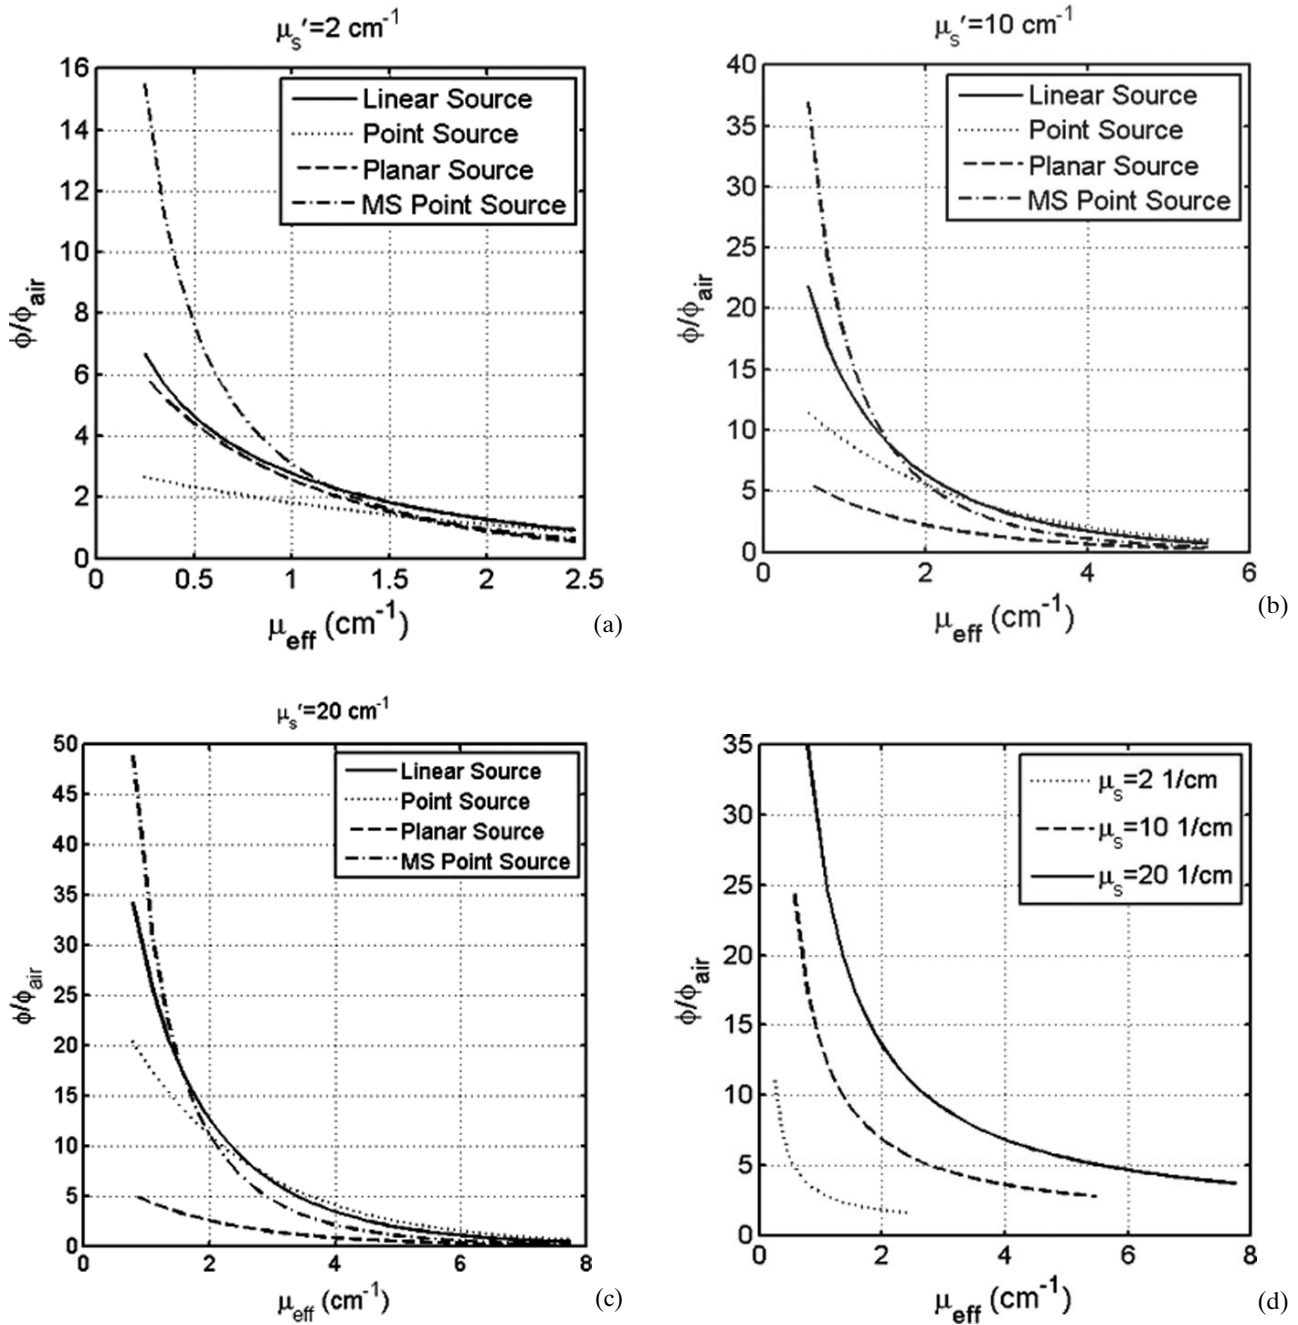 μs′=2 cm-1
16
14
12
10
8
6
4
2
0
0 0.5 1 1.5 2 2.5
ϕ/ϕair
μeff (cm-1)
Linear Source
Point Source
Planar Source
MS Point Source
(a)
μs′=10 cm-1
40
35
30
25
20
15
10
5
0
0 2 4 6
ϕ/ϕair
μeff (cm-1)
Linear Source
Point Source
Planar Source
MS Point Source
(b)
μs′=20 cm-1
50
45
40
35
30
25
20
15
10
5
0
0 2 4 6 8
ϕ/ϕair
μeff (cm-1)
Linear Source
Point Source
Planar Source
MS Point Source
(c)
35
30
25
20
15
10
5
0
0 2 4 6 8
ϕ/ϕair
μeff (cm-1)
μs=2 1/cm
μs=10 1/cm
μs=20 1/cm
(d)